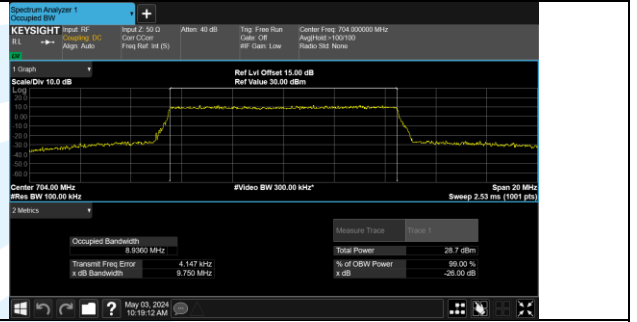 Spectrum Analyzer 1
Occupied BW
+
KEYSIGHT Input: RF Input Z: 50 Ω Atten: 40 dB Trig: Free Run Center Freq: 704.000000 MHz
RL Coupling: DC Corr CCorr Gate: Off Avg|Hold:>100/100
Align: Auto Freq Ref: Int (S) #IF Gain: Low Radio Std: None
LV
1 Graph Ref Lvl Offset 15.00 dB
Scale/Div 10.0 dB Ref Value 30.00 dBm
Log
20.0
10.0
0.00
-10.0
-20.0
-30.0
-40.0
-50.0
-60.0
Center 704.00 MHz #Video BW 300.00 kHz* Span 20 MHz
#Res BW 100.00 kHz Sweep 2.53 ms (1001 pts)
2 Metrics
Measure Trace Trace 1
Occupied Bandwidth
8.9360 MHz Total Power 28.7 dBm
Transmit Freq Error 4.147 kHz % of OBW Power 99.00 %
x dB Bandwidth 9.750 MHz x dB -26.00 dB
? May 03, 2024
10:19:12 AM